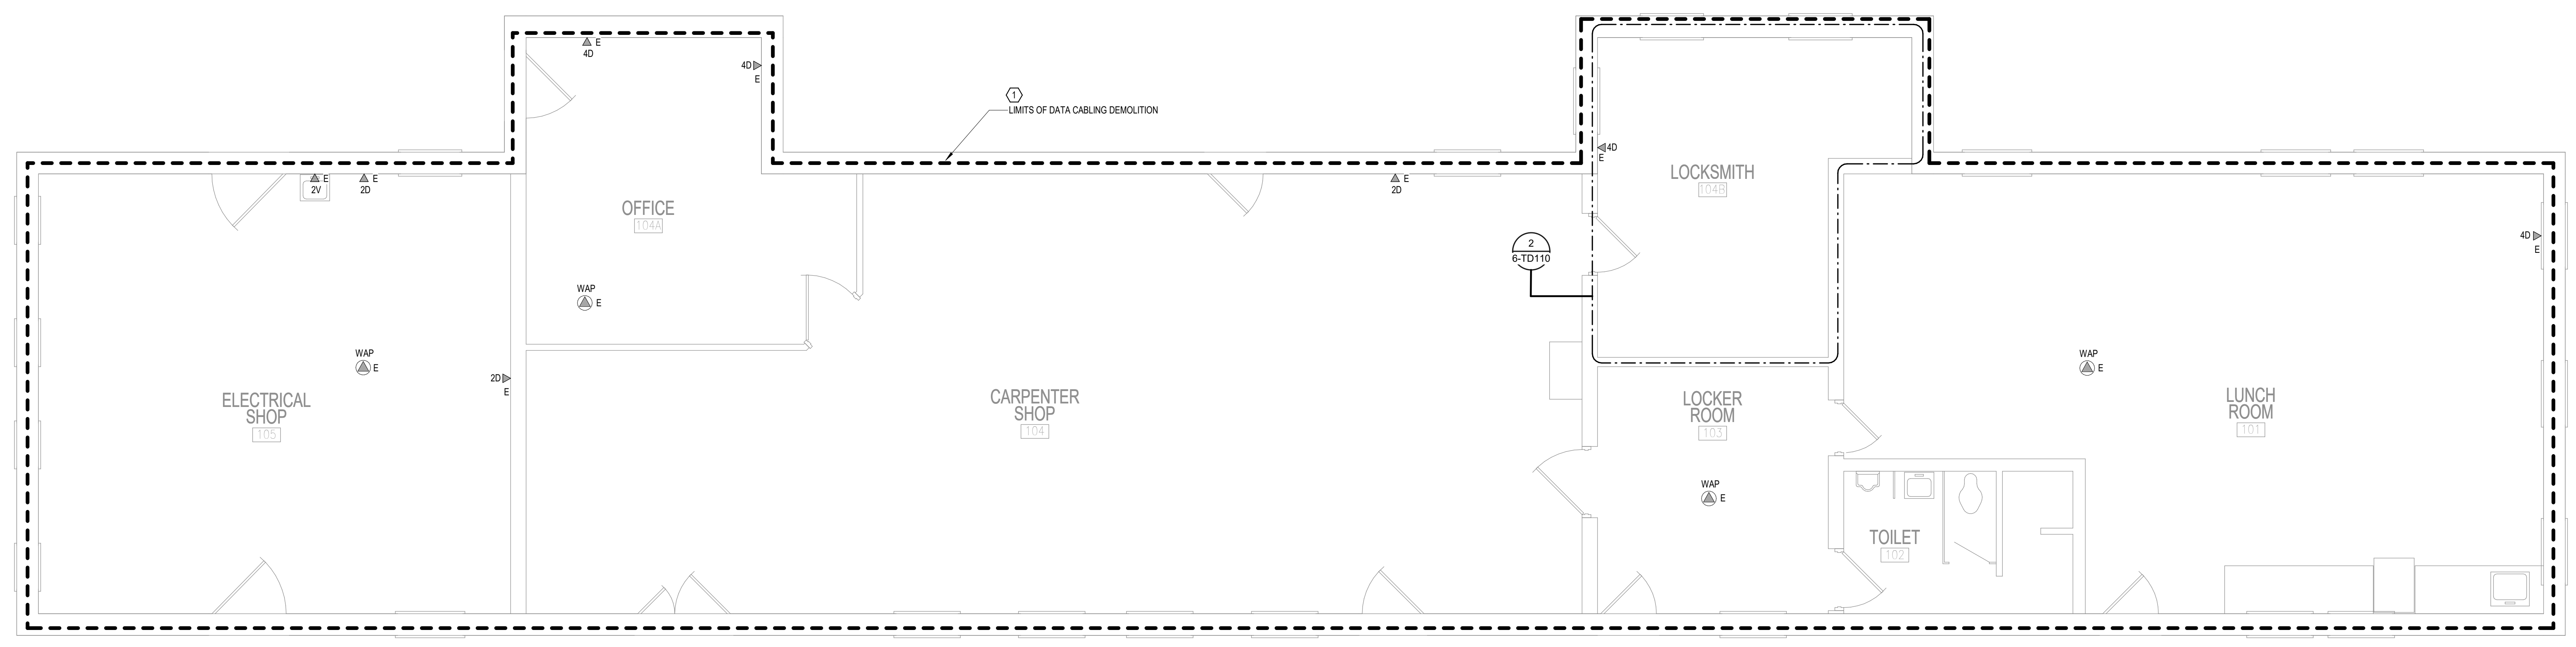 E
4D
4D
E
1
LIMITS OF DATA CABLING DEMOLITION
4D
E
E
2V
E
2D
E
2D
LOCKSMITH
104B
OFFICE
104A
4D
E
2
6-TD110
WAP
E
WAP
E
WAP
E
2D
E
ELECTRICAL
SHOP
105
CARPENTER
SHOP
104
LOCKER
ROOM
103
LUNCH
ROOM
101
WAP
E
TOILET
102